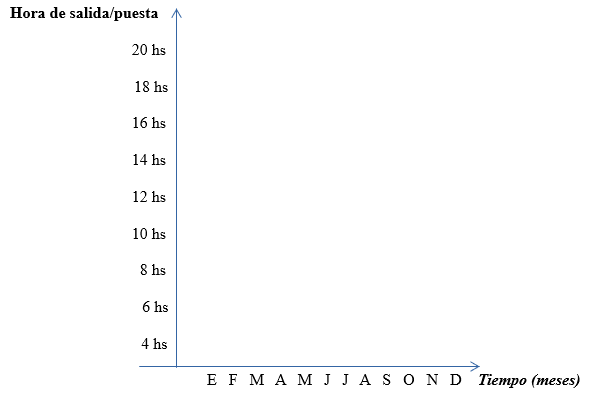 Hora de salida/puesta
20 hs
18 hs
16 hs
14 hs
12 hs
10 hs
8 hs
6 hs
4 hs
E F M A M J J A S O N D Tiempo (meses)